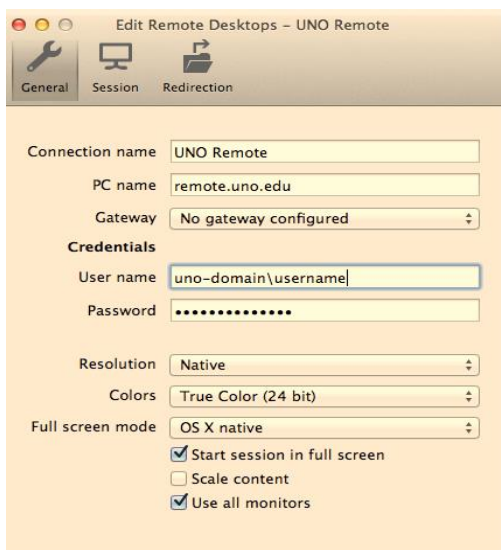 Edit Remote Desktops – UNO Remote
General Session Redirection
Connection name UNO Remote
PC name remote.uno.edu
Gateway No gateway configured
Credentials
User name uno-domain\username
Password ••••••••••••••
Resolution Native
Colors True Color (24 bit)
Full screen mode OS X native
Start session in full screen
Scale content
Use all monitors